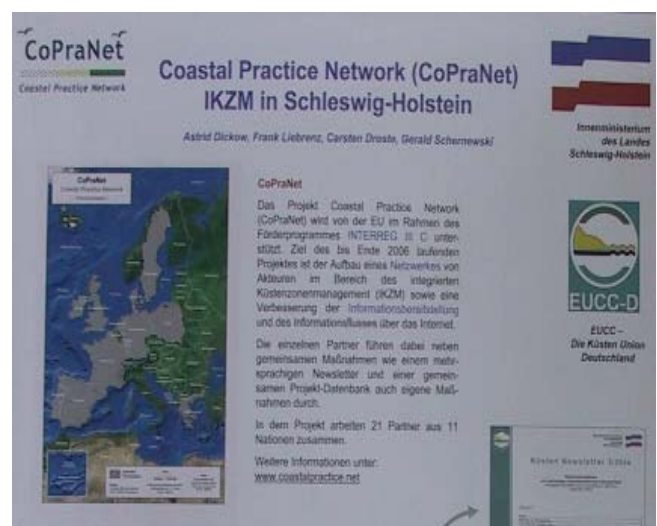 CoPraNet
Coastal Practice Network
Coastal Practice Network (CoPraNet)
IKZM in Schleswig-Holstein
Astrid Dickow, Frank Liebrenz, Carsten Droste, Gerald Schernewski
Innenministerium
des Landes
Schleswig-Holstein
CoPraNet
Coastal Practice Network
CoPraNet
Das Projekt Coastal Practice Network
(CoPraNet) wird von der EU im Rahmen des
Förderprogrammes INTERREG III C unter-
stützt. Ziel des bis Ende 2006 laufenden
Projektes ist der Aufbau eines Netzwerkes von
Akteuren im Bereich des integrierten
Küstenzonenmanagement (IKZM) sowie eine
Verbesserung der Informationsbereitstellung
und des Informationsflusses über das Internet.
Die einzelnen Partner führen dabei neben
gemeinsamen Maßnahmen wie einem mehr-
sprachigen Newsletter und einer gemein-
samen Projekt-Datenbank auch eigene Maß-
nahmen durch.
In dem Projekt arbeiten 21 Partner aus 11
Nationen zusammen.
Weitere Informationen unter:
www.coastalpractice.net
EUCC-D
EUCC –
Die Küsten Union
Deutschland
Küsten Newsletter